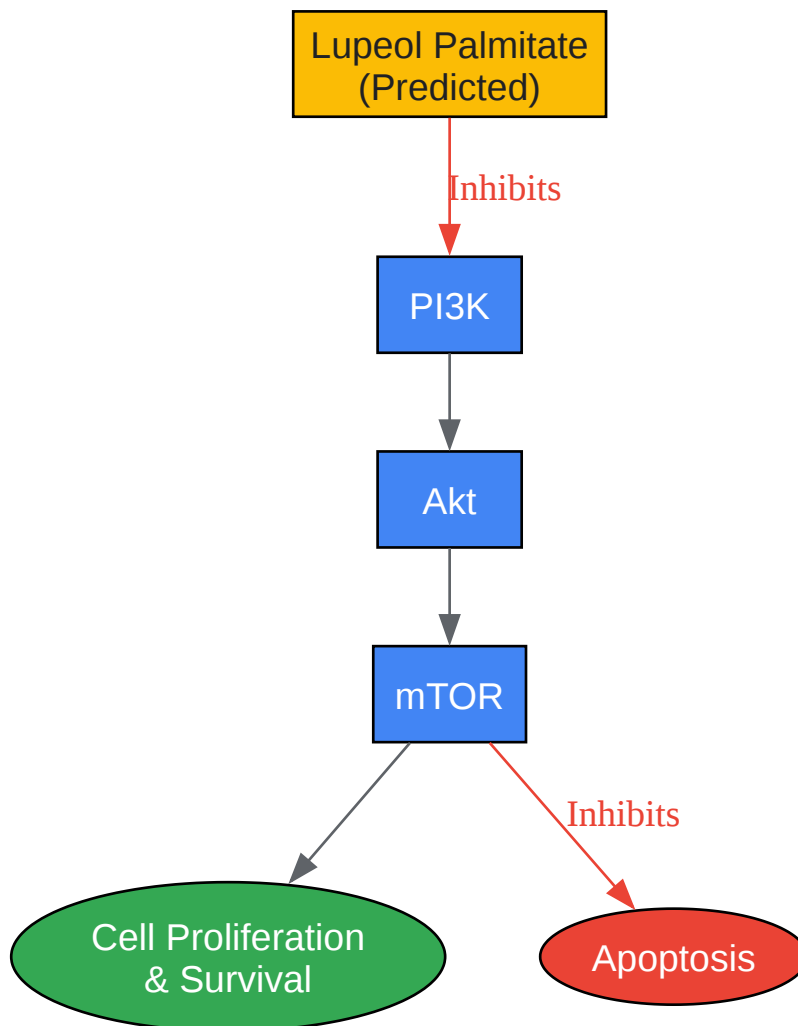 Lupeol Palmitate
(Predicted)
Inhibits
PI3K
Akt
mTOR
Inhibits
Cell Proliferation
& Survival
Apoptosis